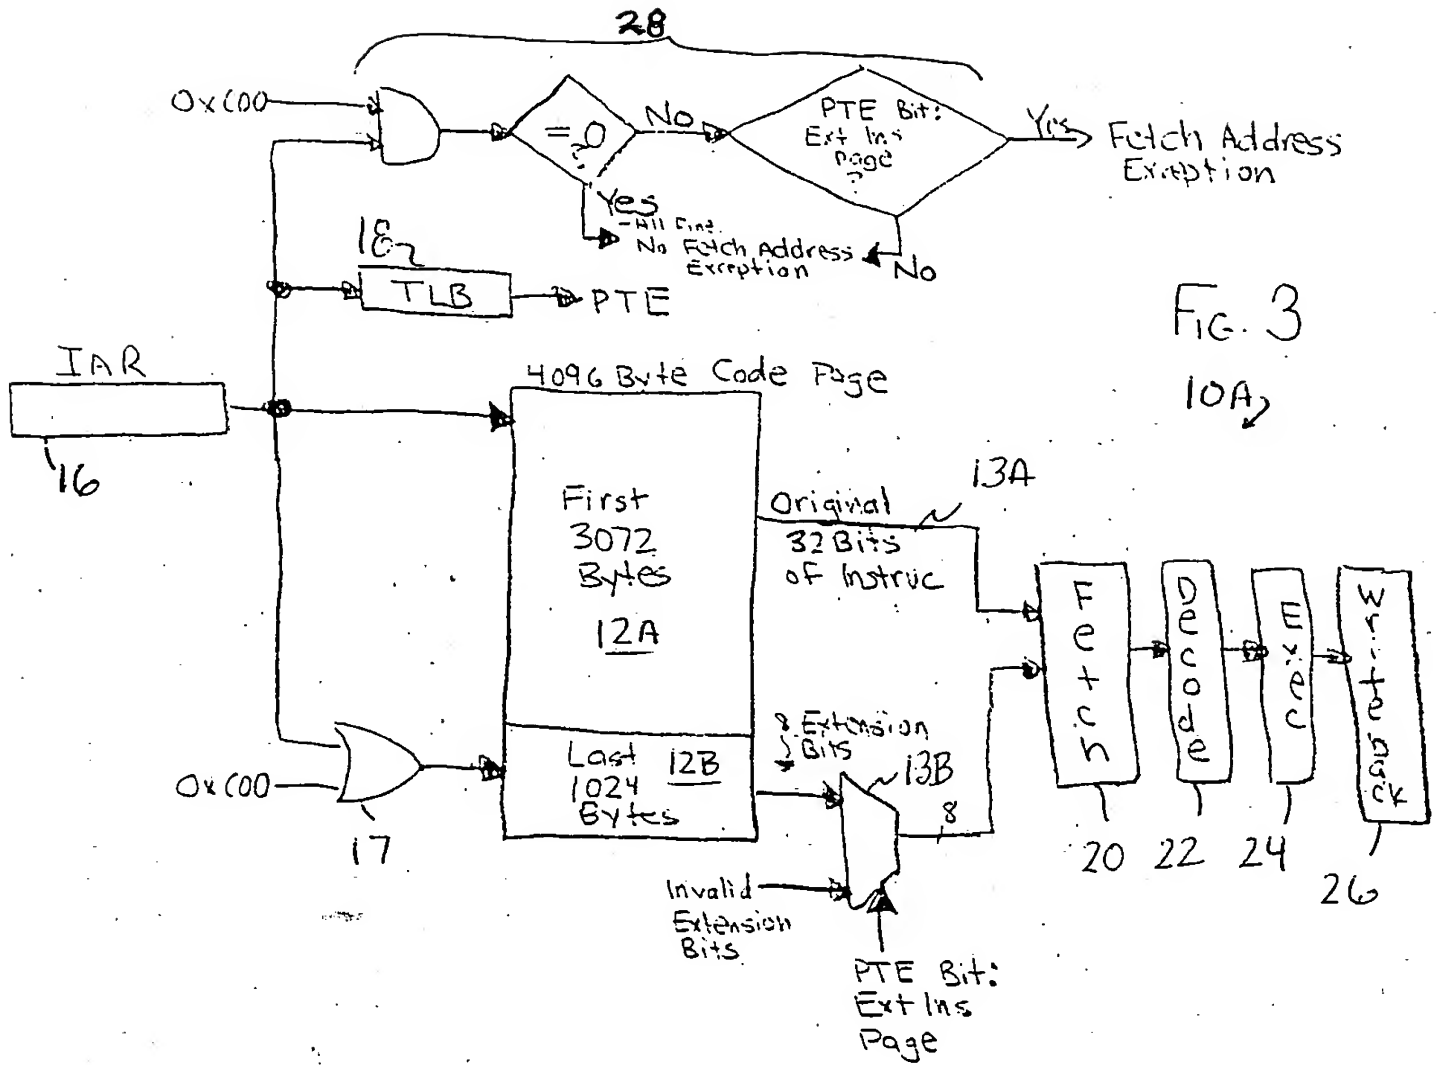 28
0xC00
= 0
?
No
PTE Bit:
Ext Ins
Page
?
Yes
Fetch Address
Exception
Yes
- All Fine.
No Fetch Address
Exception
No
18
TLB
PTE
FIG. 3
10A
IAR
16
4096 Byte Code Page
First
3072
Bytes
12A
Original
32 Bits
of Instruc
13A
Last
1024
Bytes
12B
8 Extension
Bits
13B
8
0xC00
17
Invalid
Extension
Bits
PTE Bit:
Ext Ins
Page
Fetch
Decode
Exec
Writeback
20
22
24
26